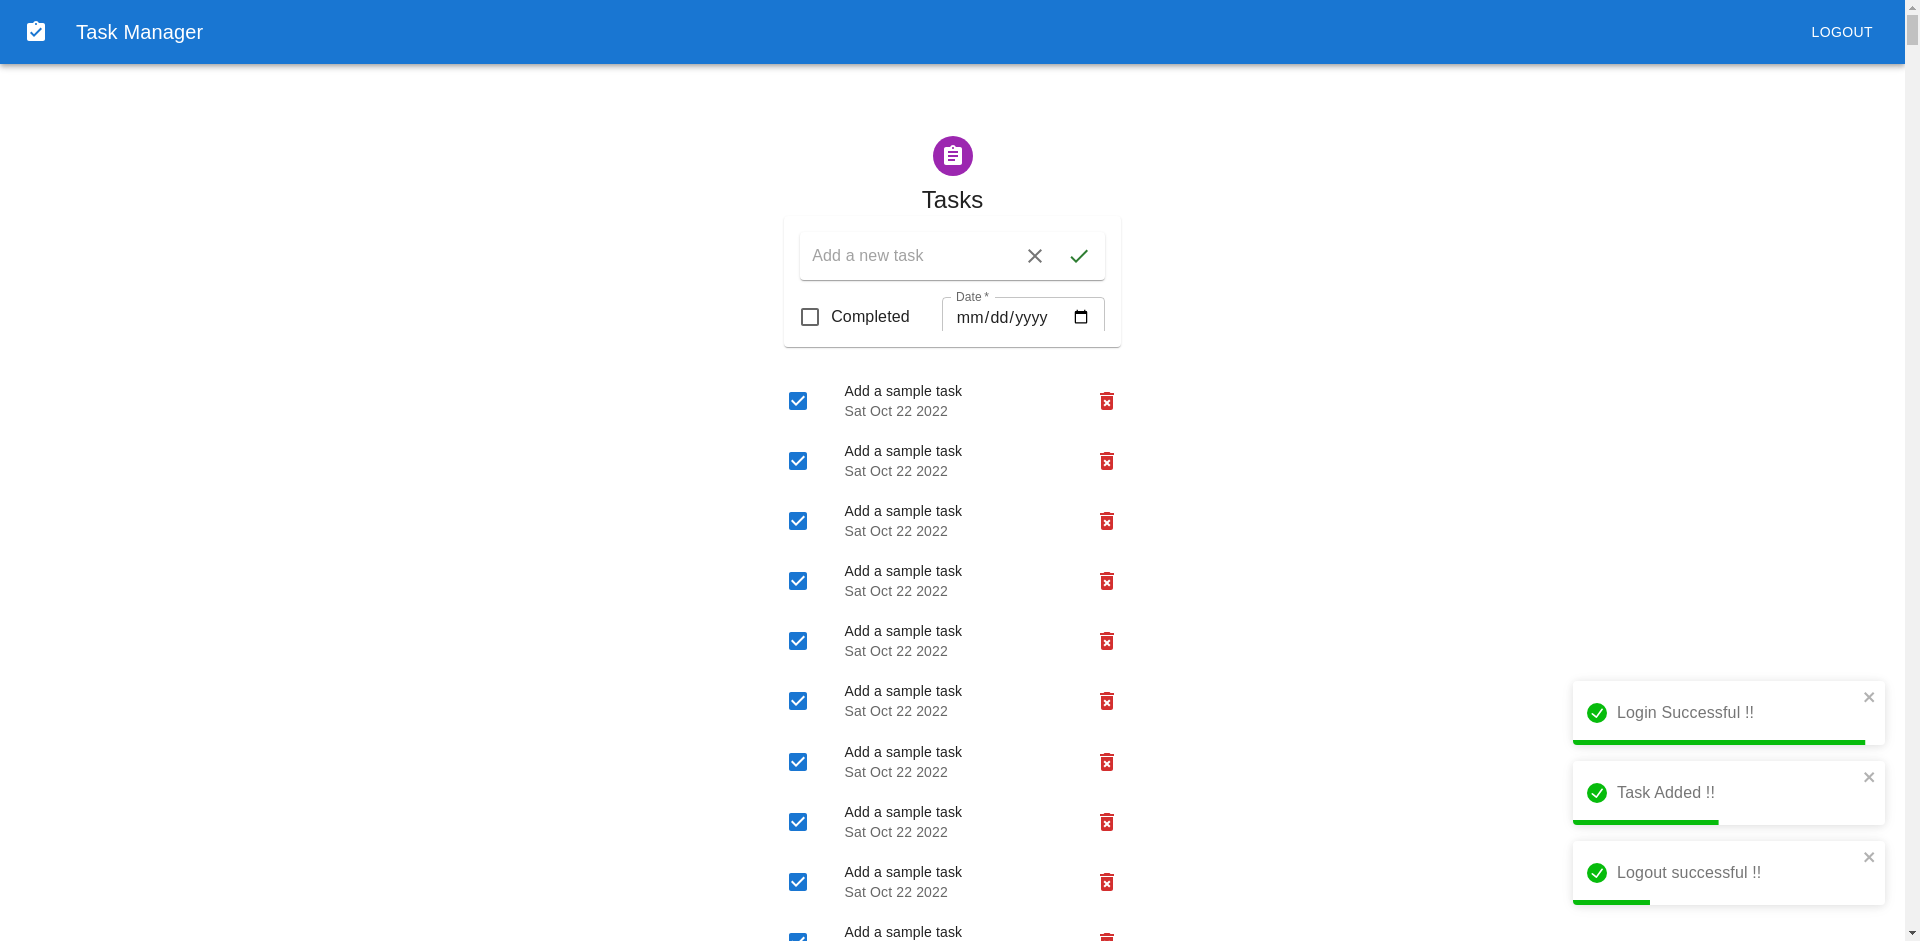 Task Manager
LOGOUT
Tasks
Add a new task
Completed
Date *
mm/dd/yyyy
Add a sample task
Sat Oct 22 2022
Add a sample task
Sat Oct 22 2022
Add a sample task
Sat Oct 22 2022
Add a sample task
Sat Oct 22 2022
Add a sample task
Sat Oct 22 2022
Add a sample task
Sat Oct 22 2022
Add a sample task
Sat Oct 22 2022
Add a sample task
Sat Oct 22 2022
Add a sample task
Sat Oct 22 2022
Add a sample task
Login Successful !!
Task Added !!
Logout successful !!